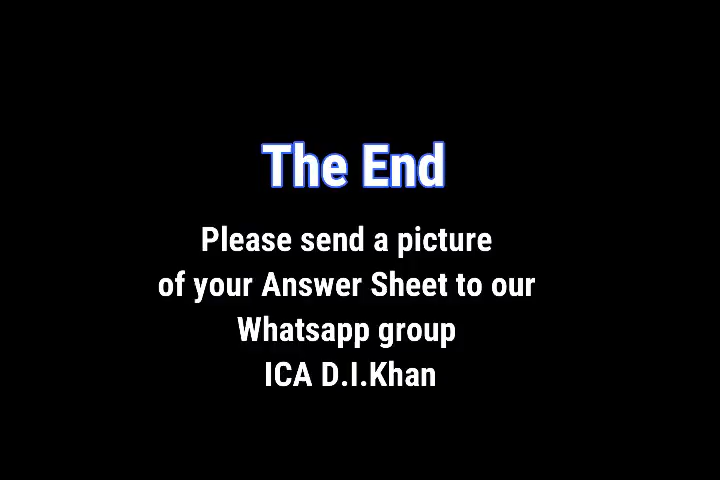 The End
Please send a picture
of your Answer Sheet to our
Whatsapp group
ICA D.I.Khan